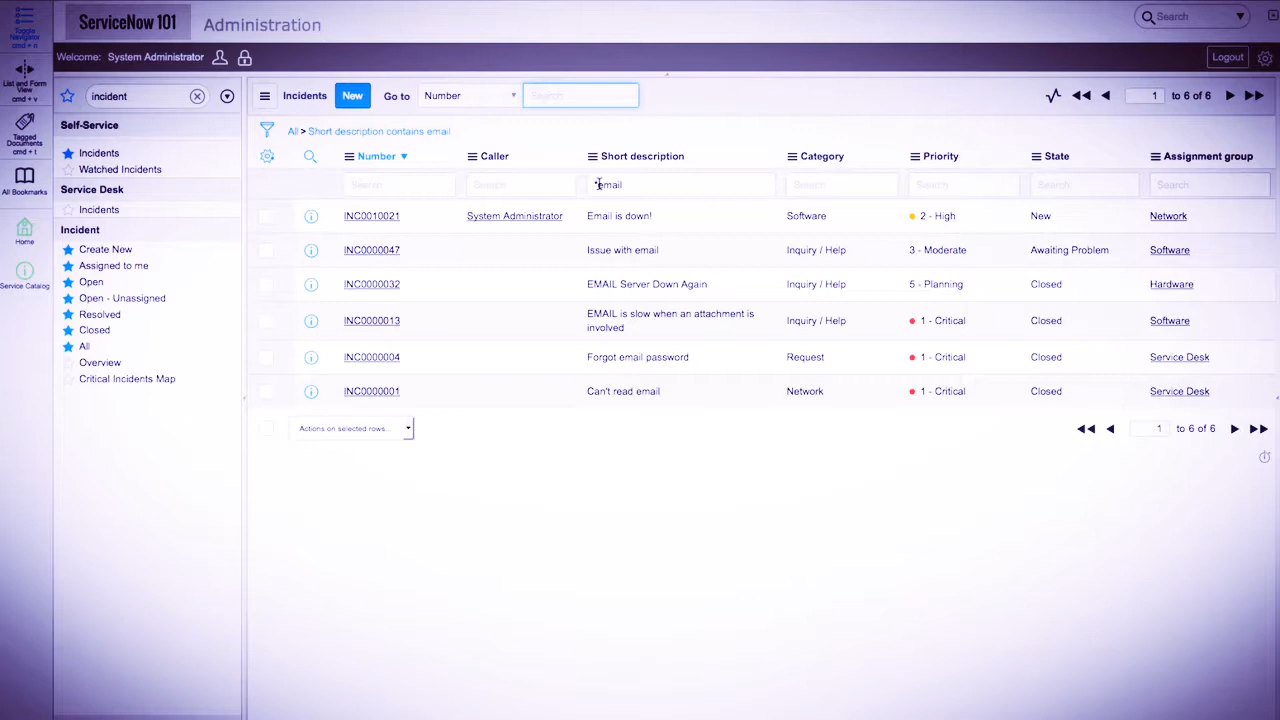 ServiceNow 101
Administration
Search
Toggle
Navigator
cmd + n
Welcome: System Administrator
Logout
List and Form
View
cmd + v
Tagged
Documents
cmd + t
All Bookmarks
Home
Service Catalog
incident
Self-Service
Incidents
Watched Incidents
Service Desk
Incidents
Incident
Create New
Assigned to me
Open
Open - Unassigned
Resolved
Closed
All
Overview
Critical Incidents Map
Incidents New Go to Number Search 1 to 6 of 6
All > Short description contains email
Number Caller Short description Category Priority State Assignment group
Search Search *email Search Search Search Search
INC0010021 System Administrator Email is down! Software 2 - High New Network
INC0000047 Issue with email Inquiry / Help 3 - Moderate Awaiting Problem Software
INC0000032 EMAIL Server Down Again Inquiry / Help 5 - Planning Closed Hardware
INC0000013 EMAIL is slow when an attachment is
involved Inquiry / Help 1 - Critical Closed Software
INC0000004 Forgot email password Request 1 - Critical Closed Service Desk
INC0000001 Can't read email Network 1 - Critical Closed Service Desk
Actions on selected rows... 1 to 6 of 6